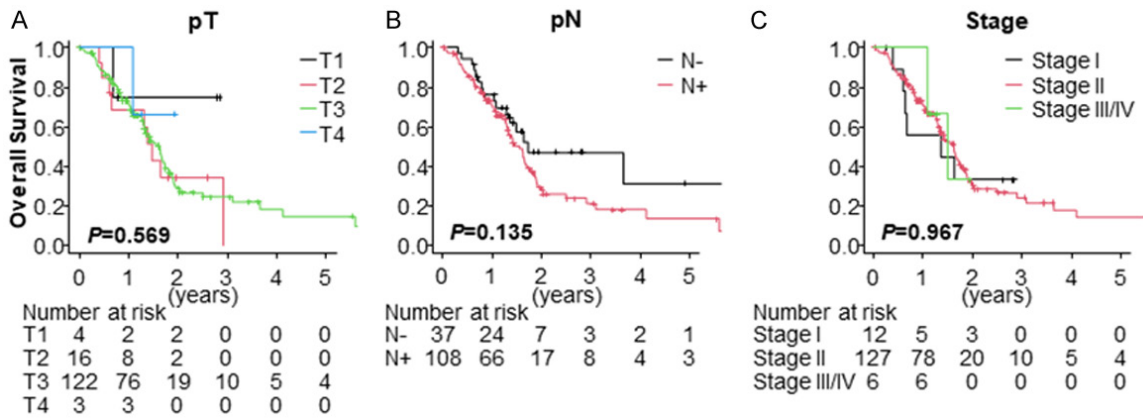 A
pT
Overall Survival
1.0
0.8
0.6
0.4
0.2
0.0
T1
T2
T3
T4
P=0.569
0 1 2 3 4 5
(years)
Number at risk
T1 4 2 2 0 0 0
T2 16 8 2 0 0 0
T3 122 76 19 10 5 4
T4 3 3 0 0 0 0
B
pN
1.0
0.8
0.6
0.4
0.2
0.0
N-
N+
P=0.135
0 1 2 3 4 5
(years)
Number at risk
N- 37 24 7 3 2 1
N+ 108 66 17 8 4 3
C
Stage
1.0
0.8
0.6
0.4
0.2
0.0
Stage I
Stage II
Stage III/IV
P=0.967
0 1 2 3 4 5
(years)
Number at risk
Stage I 12 5 3 0 0 0
Stage II 127 78 20 10 5 4
Stage III/IV 6 6 0 0 0 0